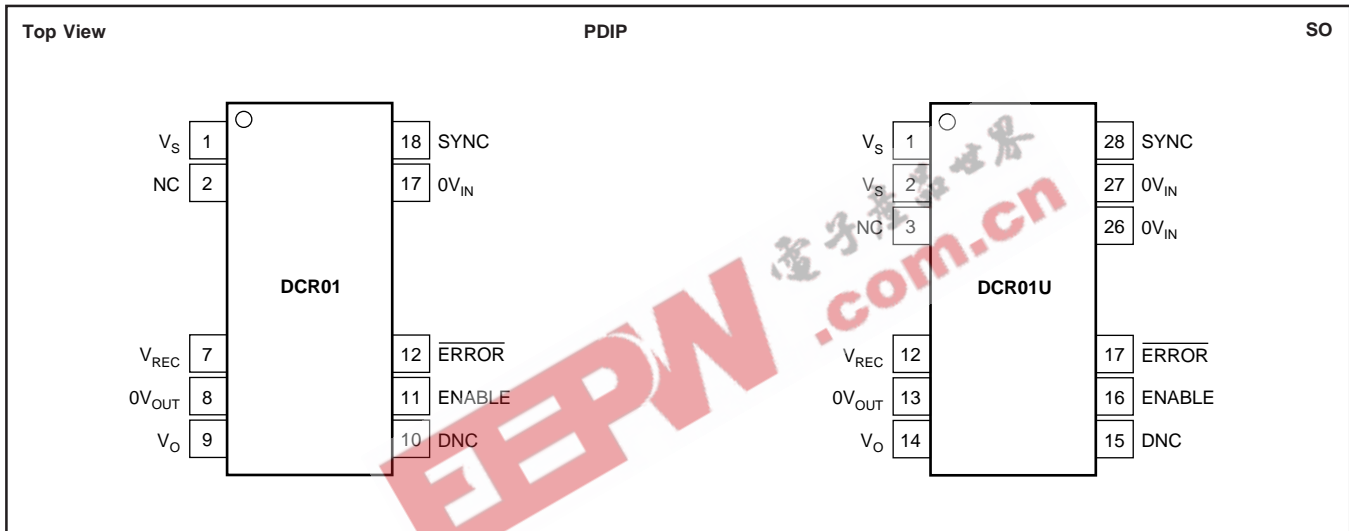 Top View PDIP SO
V_S 1 18 SYNC V_S 1 28 SYNC
NC 2 17 0V_IN V_S 2 27 0V_IN
NC 3 26 0V_IN
DCR01 DCR01U
V_REC 7 12 ERROR V_REC 12 17 ERROR
0V_OUT 8 11 ENABLE 0V_OUT 13 16 ENABLE
V_O 9 10 DNC V_O 14 15 DNC
EEPW 電子產品世界
.com.cn